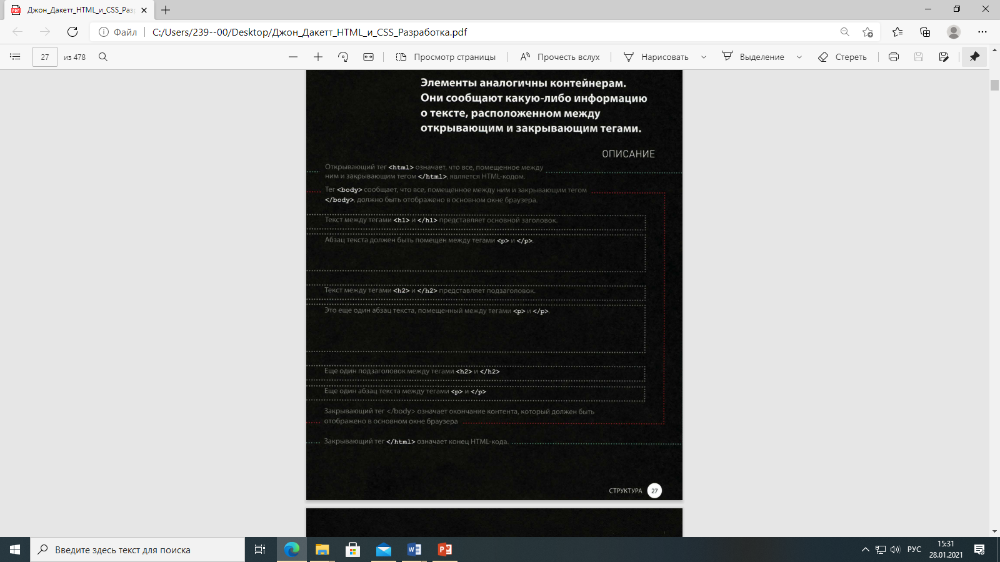 Джон_Дакетт_HTML_и_CSS_Раз
Файл
C:/Users/239--00/Desktop/Джон_Дакетт_HTML_и_CSS_Разработка.pdf
27 из 478
Просмотр страницы
Прочесть вслух
Нарисовать
Выделение
Стереть
Элементы аналогичны контейнерам.
Они сообщают какую-либо информацию
о тексте, расположенном между
открывающим и закрывающим тегами.
ОПИСАНИЕ
Открывающий тег <html> означает, что все, помещенное между
ним и закрывающим тегом </html>, является HTML-кодом.
Тег <body> сообщает, что все, помещенное между ним и закрывающим тегом
</body>, должно быть отображено в основном окне браузера.
Текст между тегами <h1> и </h1> представляет основной заголовок.
Абзац текста должен быть помещен между тегами <p> и </p>.
Текст между тегами <h2> и </h2> представляет подзаголовок.
Это еще один абзац текста, помещенный между тегами <p> и </p>.
Еще один подзаголовок между тегами <h2> и </h2>
Еще один абзац текста между тегами <p> и </p>
Закрывающий тег </body> означает окончание контента, который должен быть
отображено в основном окне браузера
Закрывающий тег </html> означает конец HTML-кода.
СТРУКТУРА 27
Введите здесь текст для поиска
РУС
15:31
28.01.2021